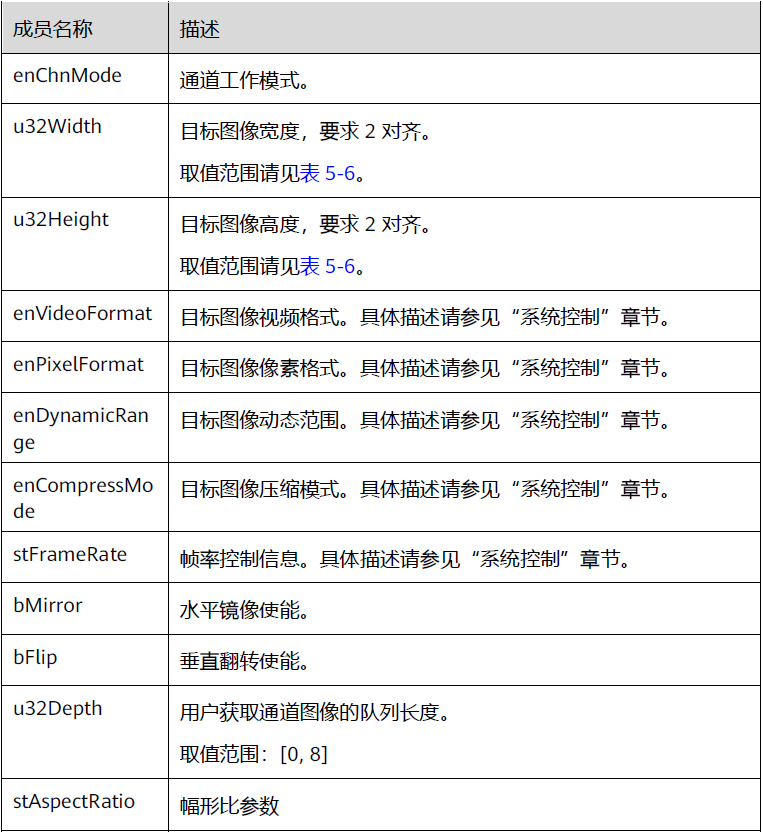 成员名称 描述
enChnMode 通道工作模式。
u32Width 目标图像宽度，要求 2 对齐。
取值范围请见表 5-6。
u32Height 目标图像高度，要求 2 对齐。
取值范围请见表 5-6。
enVideoFormat 目标图像视频格式。具体描述请参见“系统控制”章节。
enPixelFormat 目标图像像素格式。具体描述请参见“系统控制”章节。
enDynamicRan 目标图像动态范围。具体描述请参见“系统控制”章节。
ge
enCompressMo 目标图像压缩模式。具体描述请参见“系统控制”章节。
de
stFrameRate 帧率控制信息。具体描述请参见“系统控制”章节。
bMirror 水平镜像使能。
bFlip 垂直翻转使能。
u32Depth 用户获取通道图像的队列长度。
取值范围：[0, 8]
stAspectRatio 幅形比参数